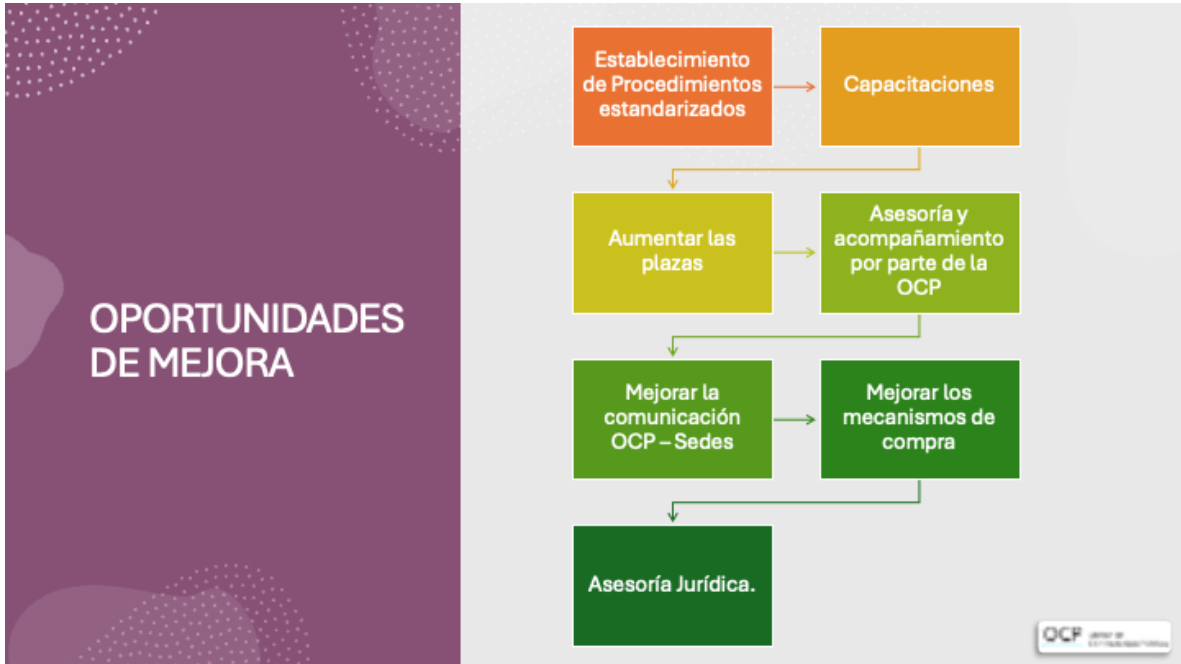 OPORTUNIDADES
DE MEJORA
Establecimiento
de Procedimientos
estandarizados
Capacitaciones
Aumentar las
plazas
Asesoría y
acompañamiento
por parte de la
OCP
Mejorar la
comunicación
OCP – Sedes
Mejorar los
mecanismos de
compra
Asesoría Jurídica.
OCP